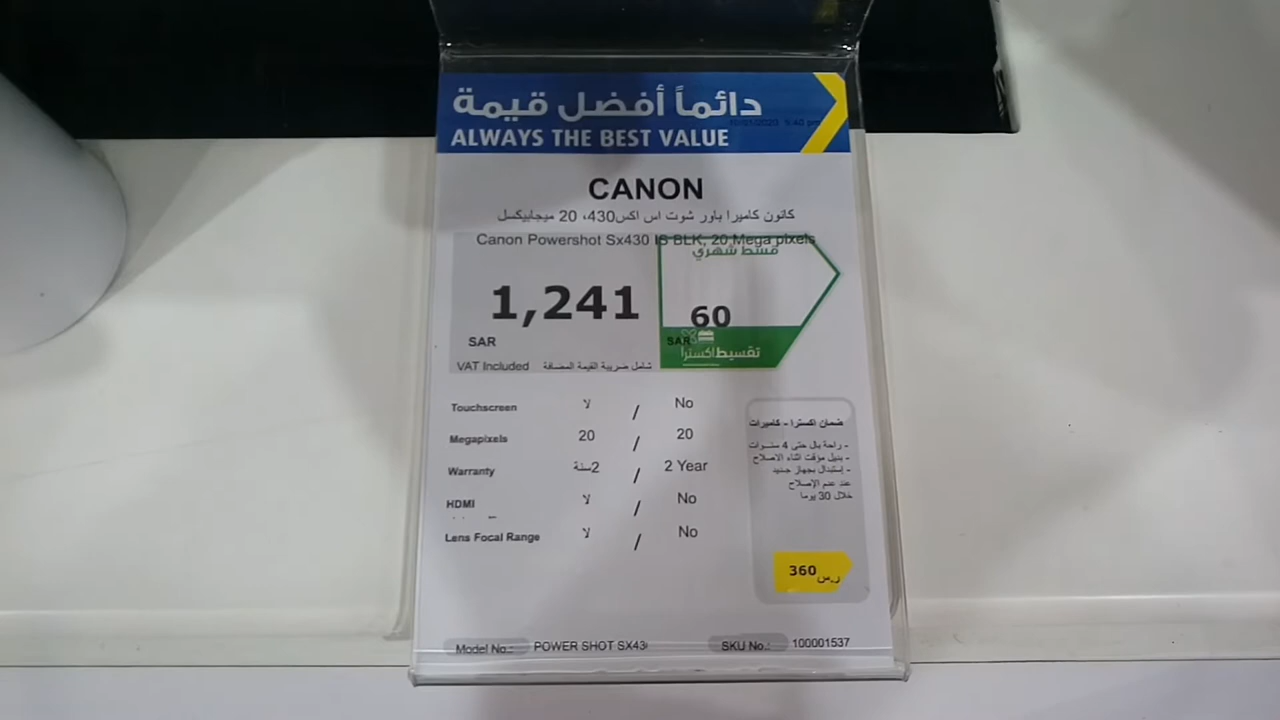 دائماً أفضل قيمة
ALWAYS THE BEST VALUE
CANON
كانون كاميرا باور شوت اس اكس430، 20 ميجابيكسل
Canon Powershot Sx430 IS BLK, 20 Mega pixels
قسط شهري
1,241
60
SAR
SAR
تقسيط اكسترا
VAT Included شامل ضريبة القيمة المضافة
Touchscreen لا / No
Megapixels 20 / 20
Warranty 2سنة / 2 Year
HDMI لا / No
Lens Focal Range لا / No
ضمان اكسترا - كاميرات
- راحة بال حتى 4 سنوات
- بديل مؤقت اثناء الاصلاح
- إستبدال بجهاز جديد
عند عدم الإصلاح
خلال 30 يوما
360 ر.س
Model No.: POWER SHOT SX43
SKU No.: 100001537